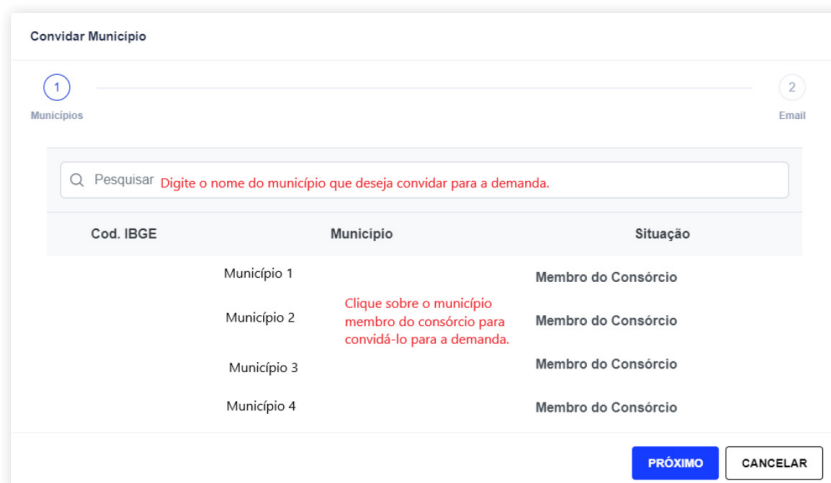 Convidar Município
1
2
Municípios
Email
Pesquisar Digite o nome do município que deseja convidar para a demanda.
Cod. IBGE Município Situação
Município 1 Membro do Consórcio
Clique sobre o município
membro do consórcio para
convidá-lo para a demanda.
Município 2 Membro do Consórcio
Município 3 Membro do Consórcio
Município 4 Membro do Consórcio
PRÓXIMO CANCELAR